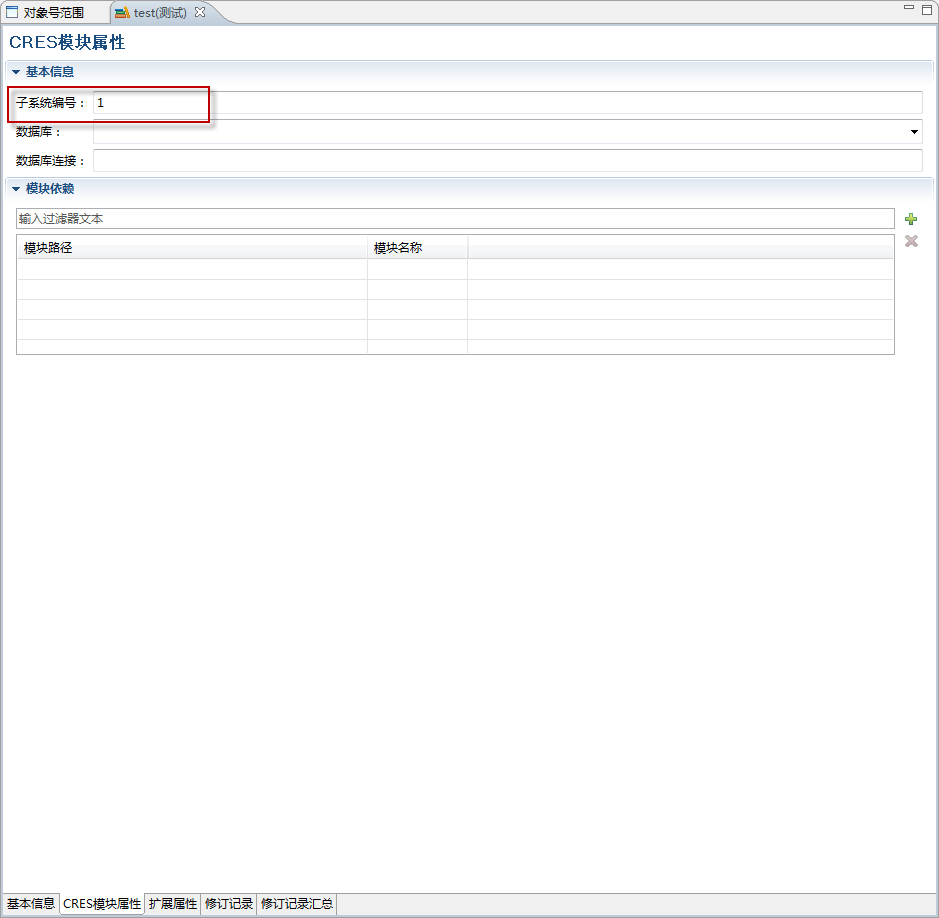 对象号范围 test(测试)
CRES模块属性
基本信息
子系统编号： 1
数据库：
数据库连接：
模块依赖
输入过滤器文本
模块路径 模块名称
基本信息 CRES模块属性 扩展属性 修订记录 修订记录汇总